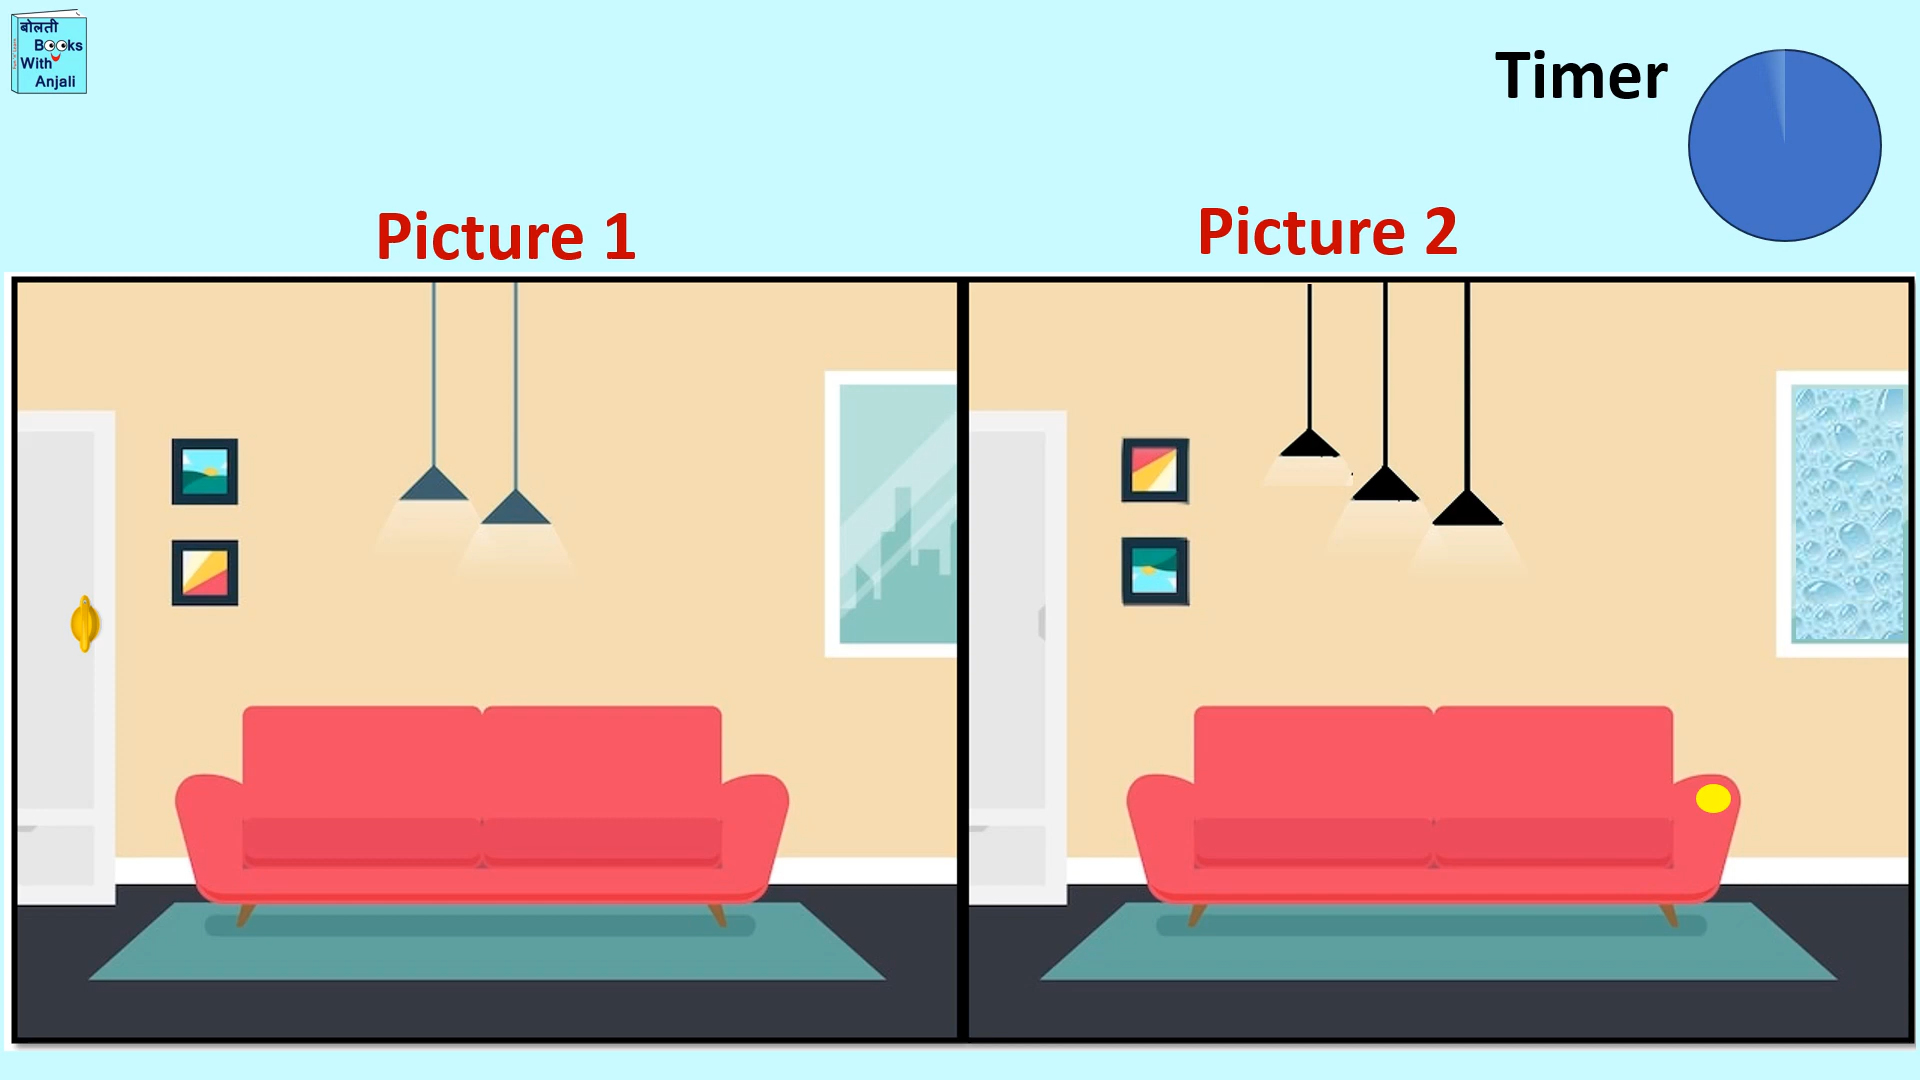 बोलती
Books
With
Anjali
Timer
Picture 1
Picture 2